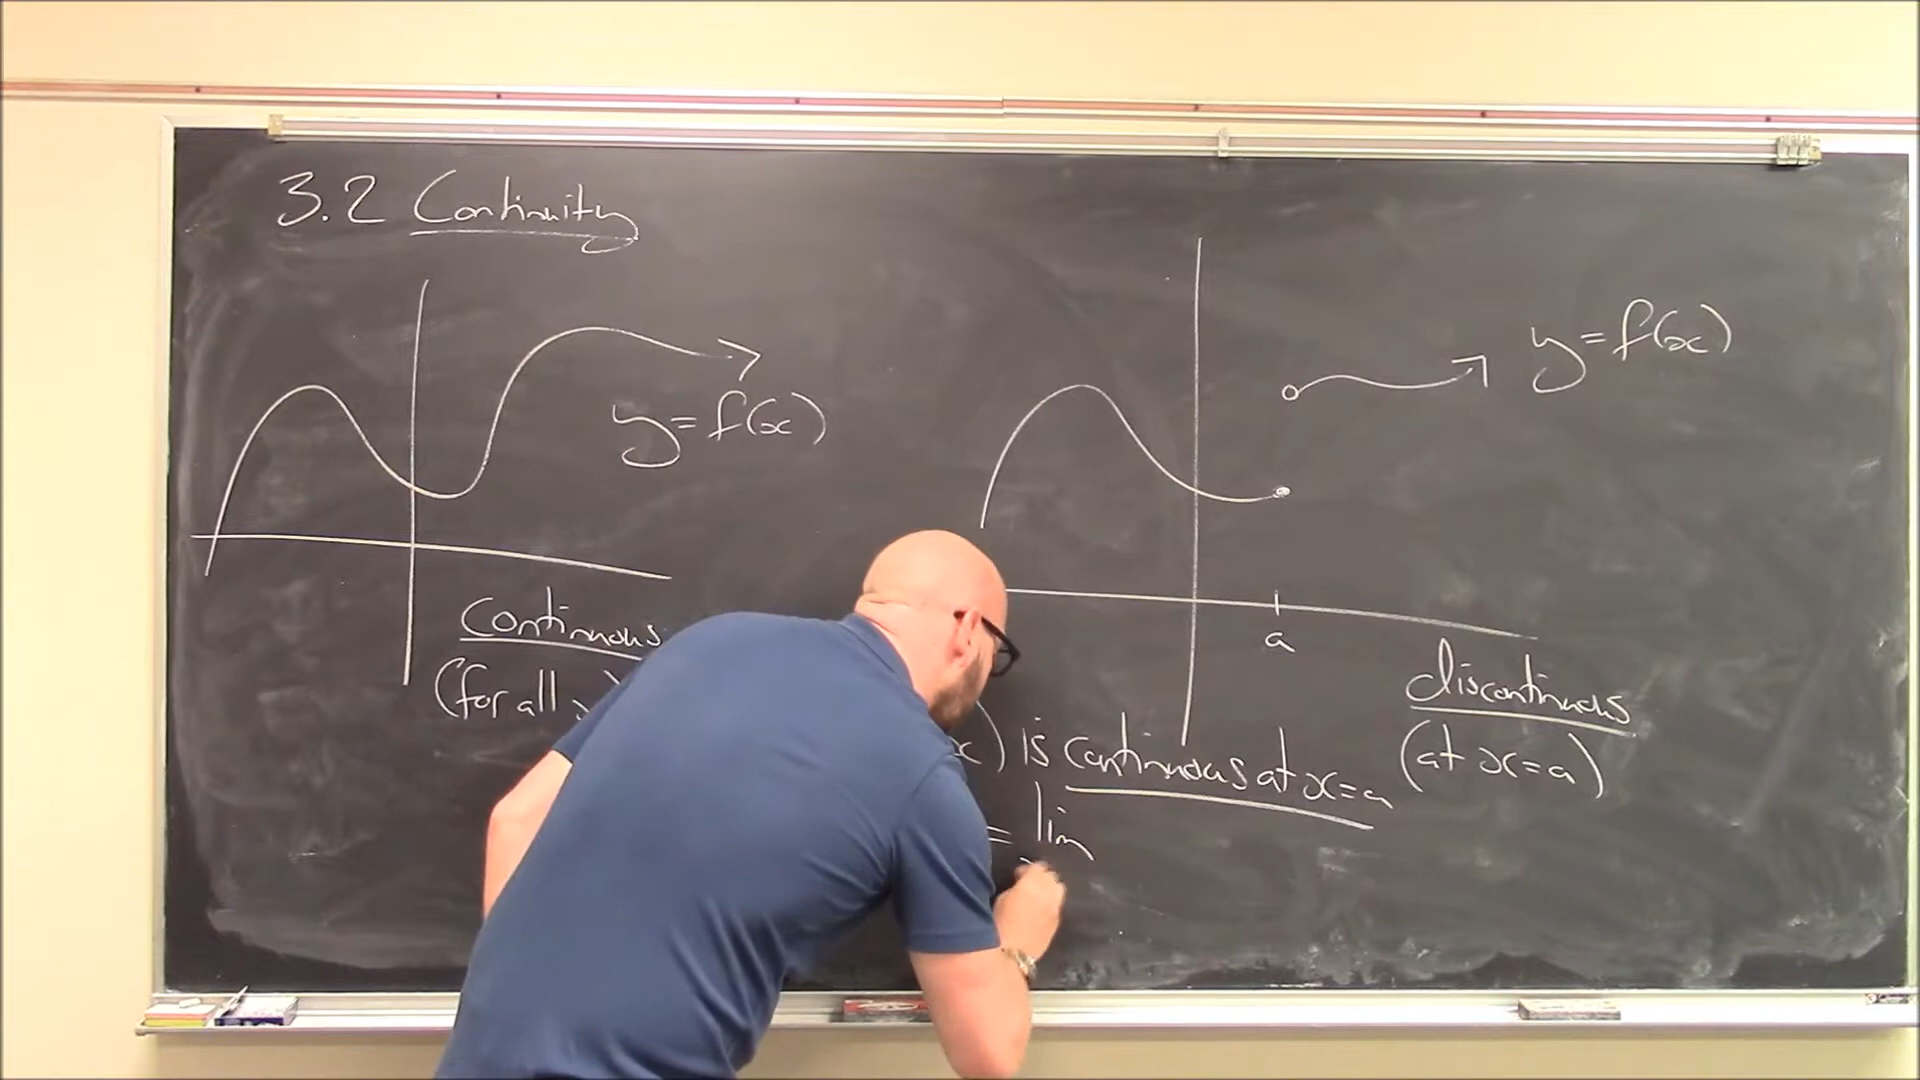 3.2 Continuity
y=f(x)
continuous
(for all
y=f(x)
a
discontinuous
(at x=a)
x) is continuous at x=a
= lim